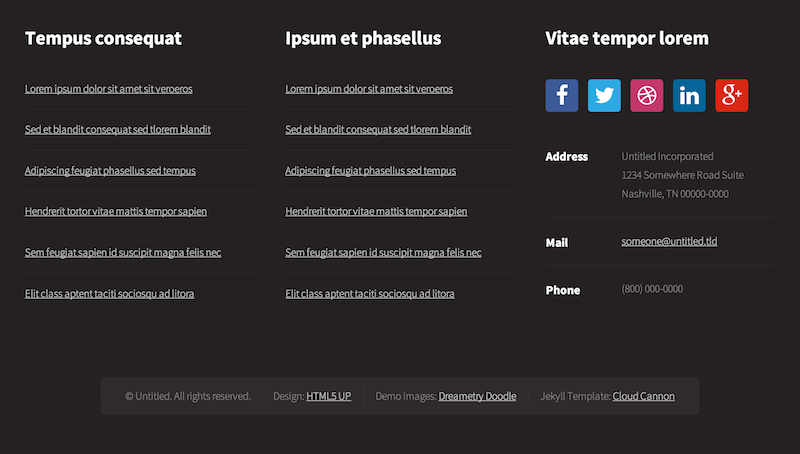 Tempus consequat
Lorem ipsum dolor sit amet sit veroeros
Sed et blandit consequat sed tlorem blandit
Adipiscing feugiat phasellus sed tempus
Hendrerit tortor vitae mattis tempor sapien
Sem feugiat sapien id suscipit magna felis nec
Elit class aptent taciti sociosqu ad litora
Ipsum et phasellus
Lorem ipsum dolor sit amet sit veroeros
Sed et blandit consequat sed tlorem blandit
Adipiscing feugiat phasellus sed tempus
Hendrerit tortor vitae mattis tempor sapien
Sem feugiat sapien id suscipit magna felis nec
Elit class aptent taciti sociosqu ad litora
Vitae tempor lorem
f in g+
Address Untitled Incorporated
1234 Somewhere Road Suite
Nashville, TN 00000-0000
Mail someone@untitled.tld
Phone (800) 000-0000
© Untitled. All rights reserved. Design: HTML5 UP Demo Images: Dreametry Doodle Jekyll Template: Cloud Cannon